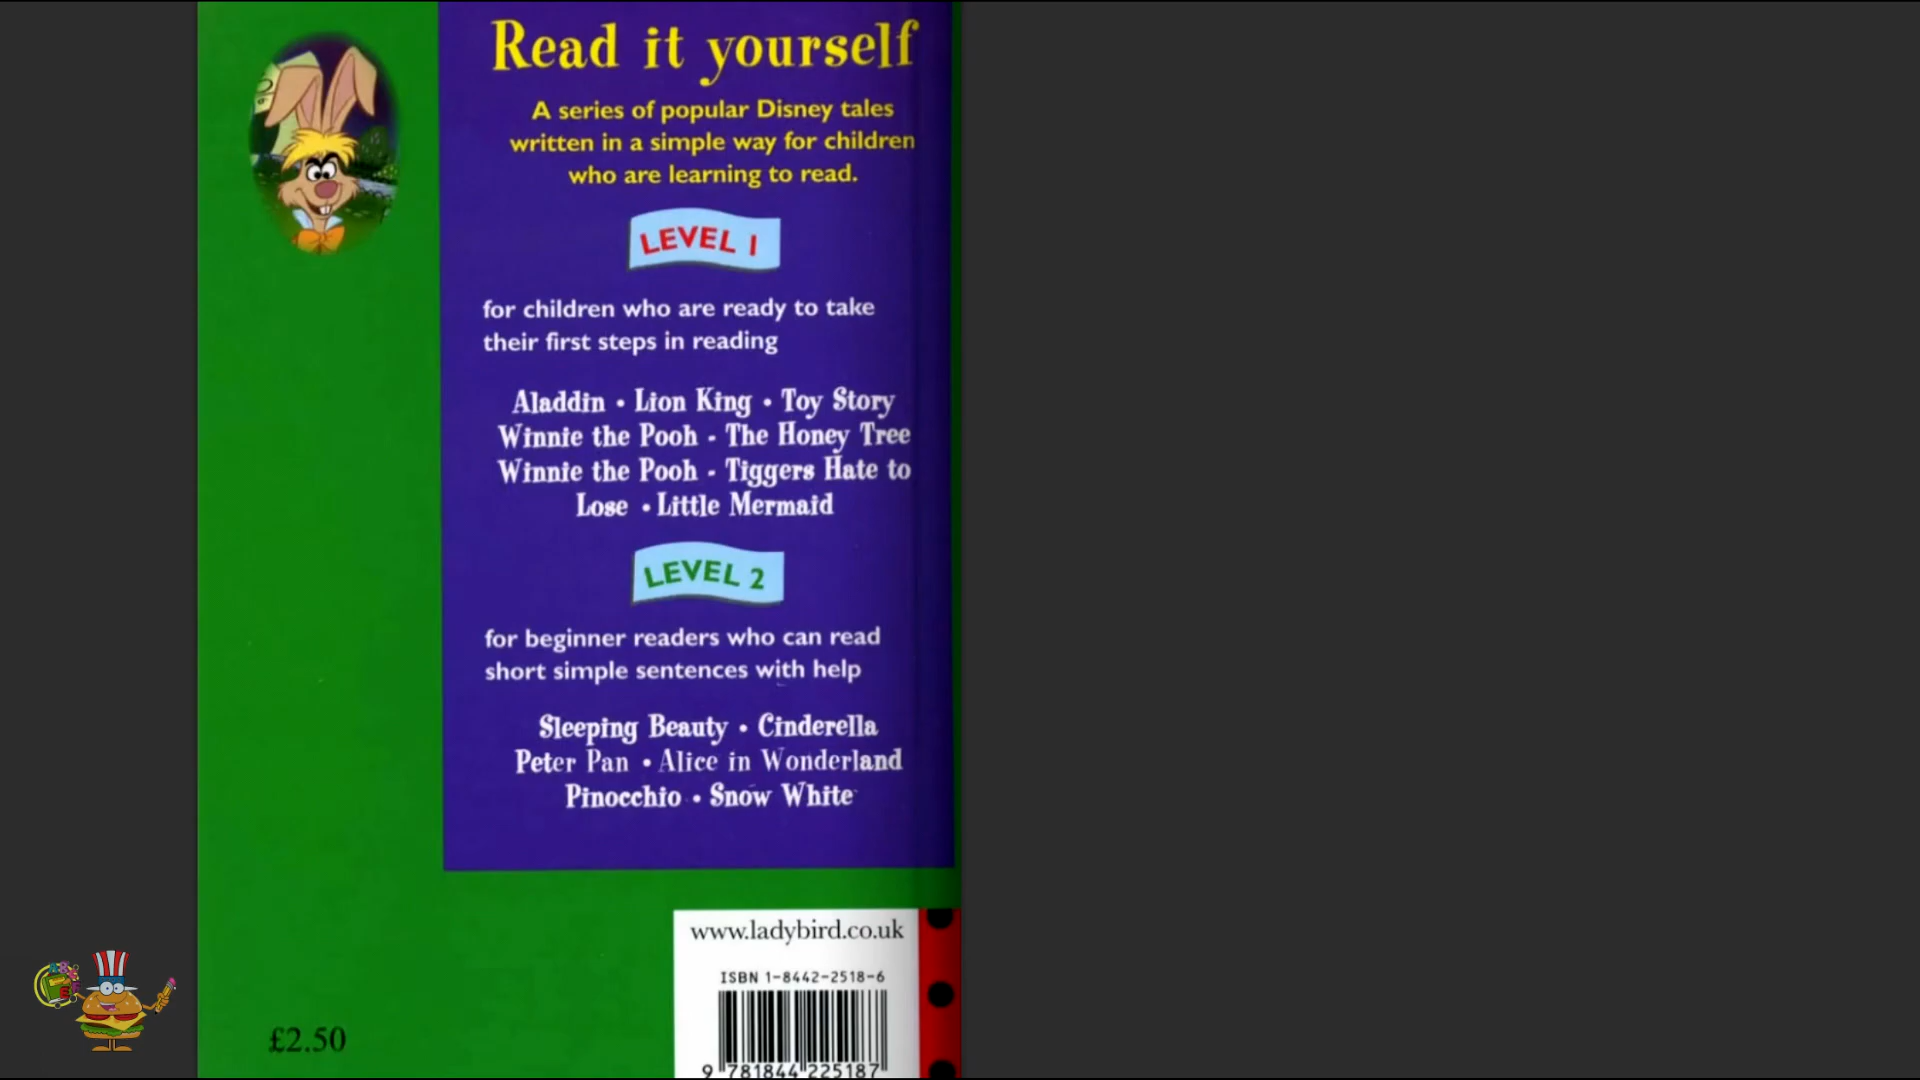 Read it yourself
A series of popular Disney tales
written in a simple way for children
who are learning to read.
LEVEL 1
for children who are ready to take
their first steps in reading
Aladdin • Lion King • Toy Story
Winnie the Pooh - The Honey Tree
Winnie the Pooh - Tiggers Hate to
Lose • Little Mermaid
LEVEL 2
for beginner readers who can read
short simple sentences with help
Sleeping Beauty • Cinderella
Peter Pan • Alice in Wonderland
Pinocchio • Snow White
www.ladybird.co.uk
ISBN 1-8442-2518-6
£2.50
9 781844 225187